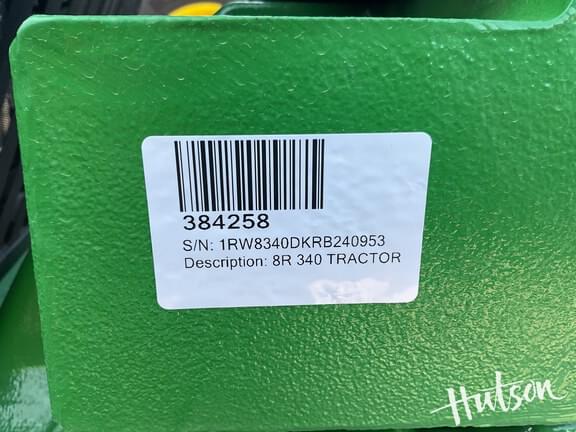 384258
S/N: 1RW8340DKRB240953
Description: 8R 340 TRACTOR
Hutson